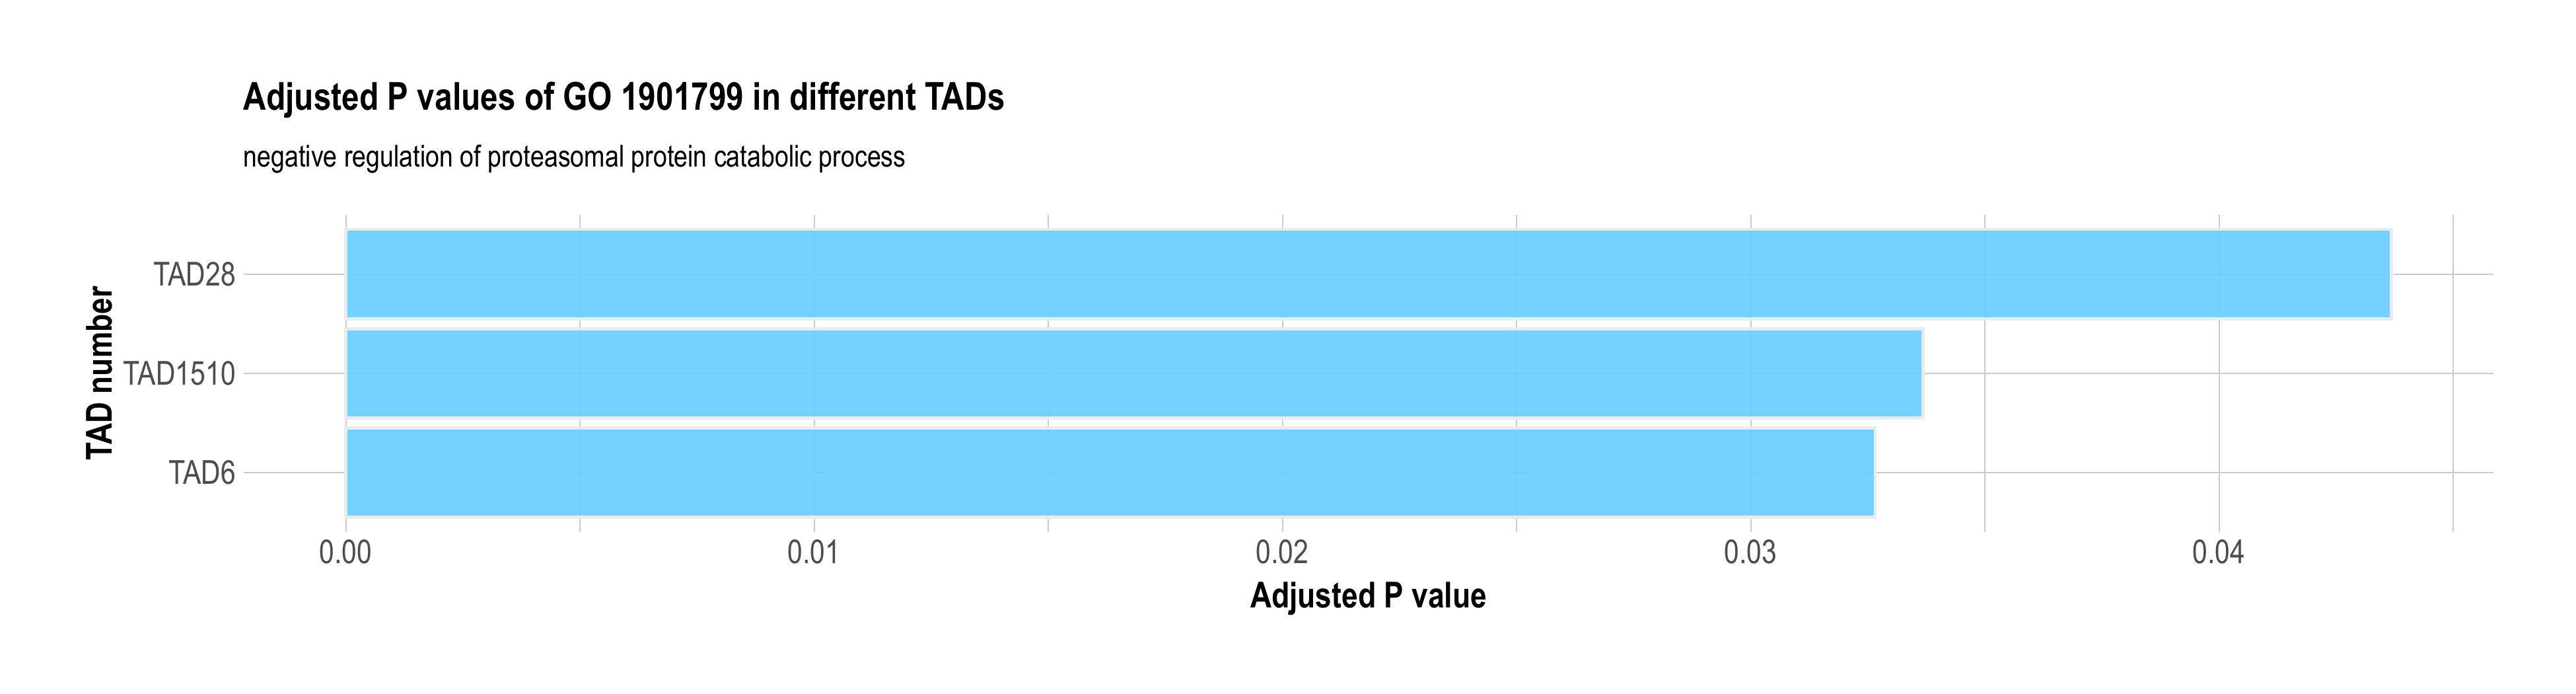 Adjusted P values of GO 1901799 in different TADs
negative regulation of proteasomal protein catabolic process
TAD number
TAD28
TAD1510
TAD6
0.00 0.01 0.02 0.03 0.04
Adjusted P value